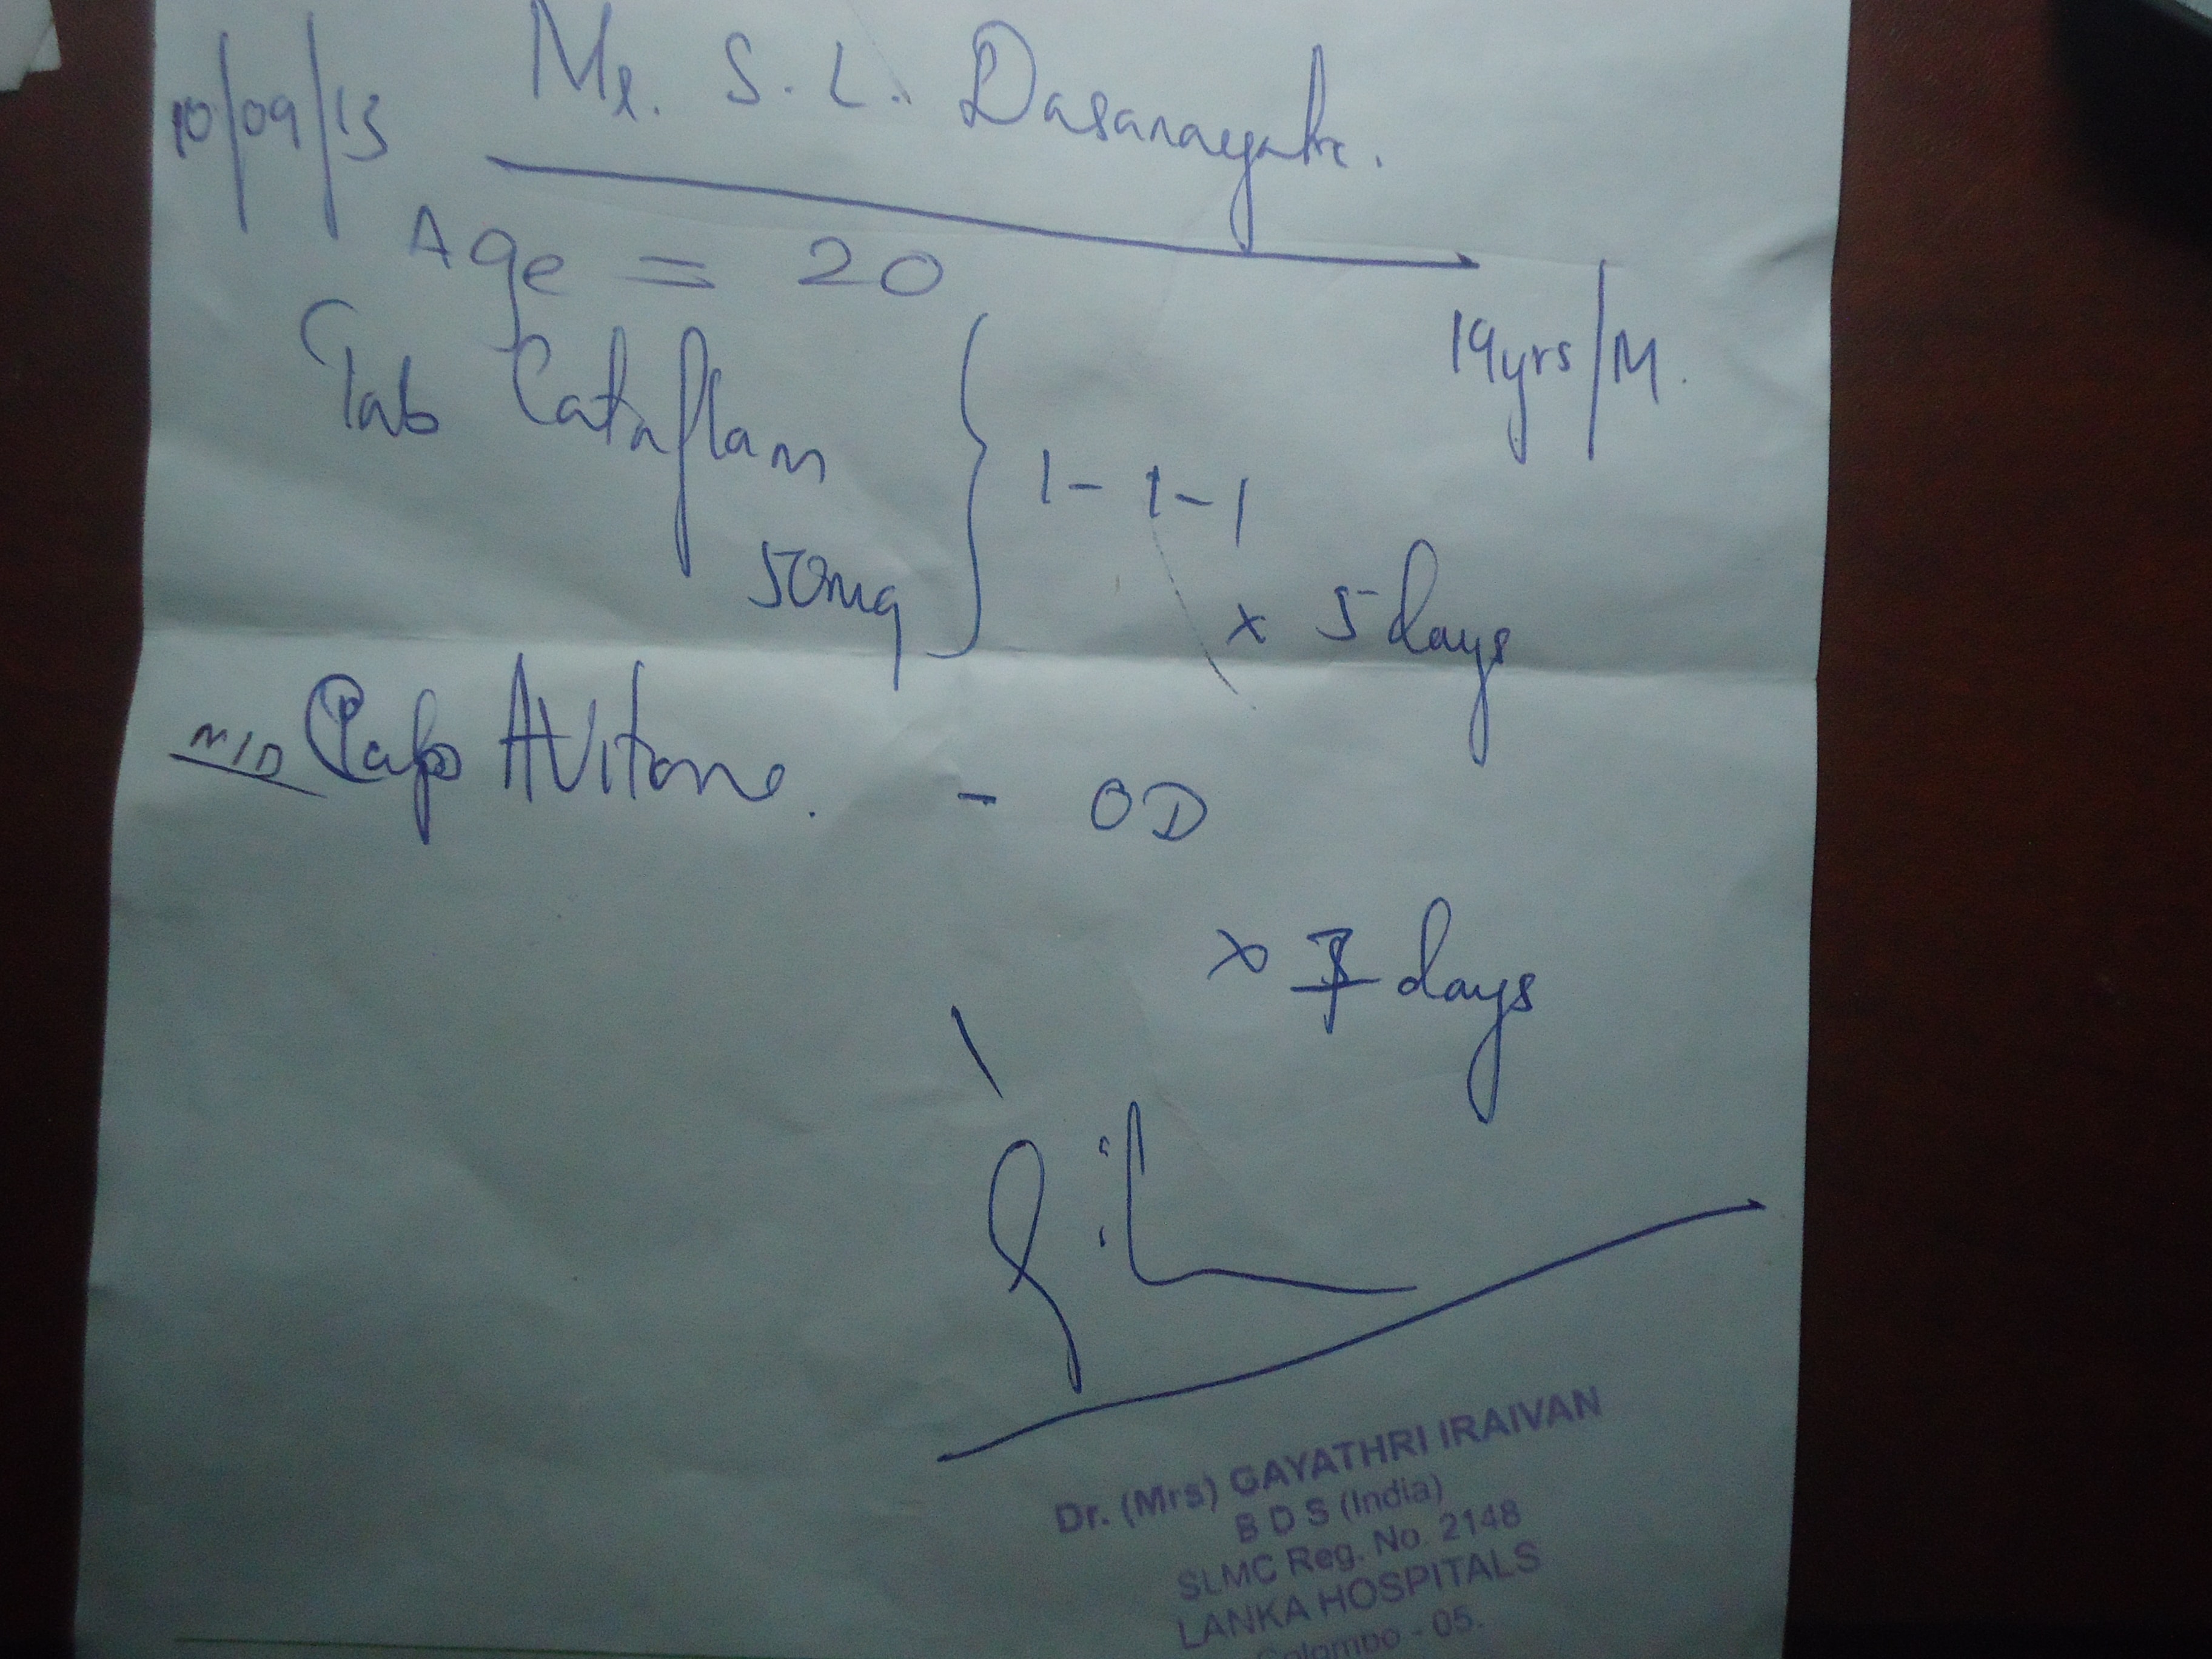 10/09/13 Mr. S. L. Dasanayake.
Age = 20
19yrs/M.
Tab Cataflam
50mg } 1-1-1
x 5 days
N/D Caps AVitone. - OD
x 7 days
Dr. (Mrs) GAYATHRI IRAIVAN
B D S (India)
SLMC Reg. No. 2148
LANKA HOSPITALS
Colombo - 05.